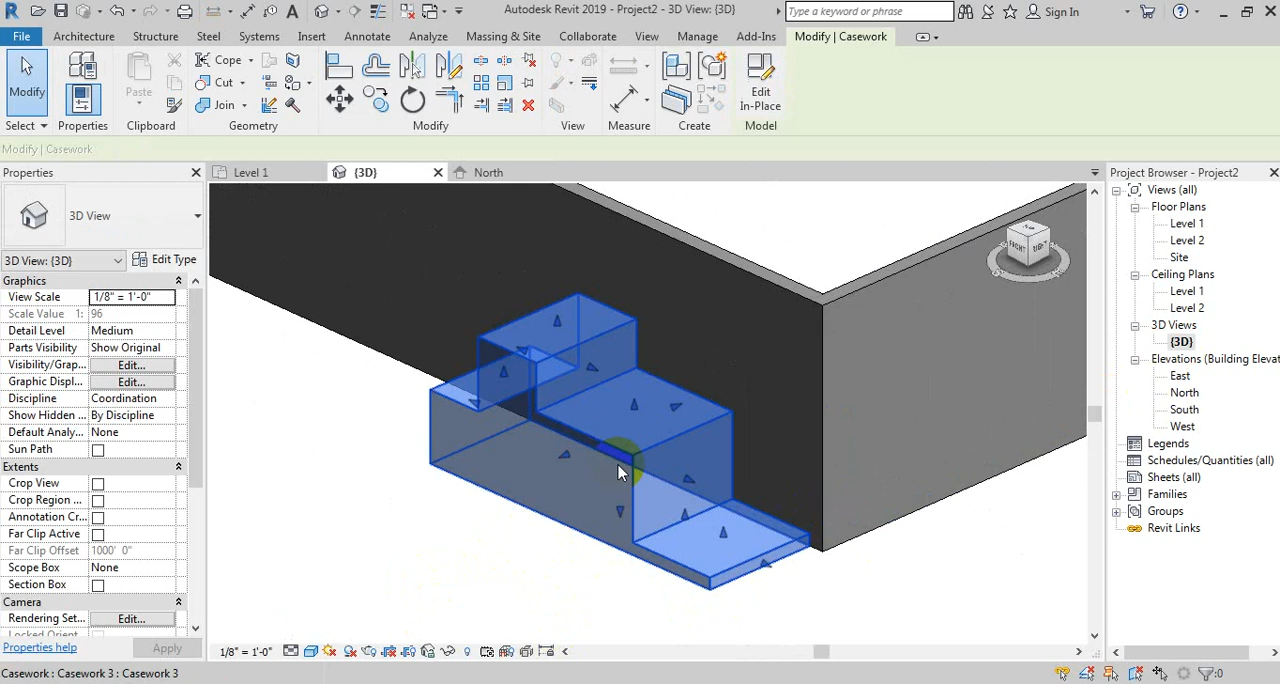 Autodesk Revit 2019 - Project2 - 3D View: {3D}
Type a keyword or phrase
Sign In
File Architecture Structure Steel Systems Insert Annotate Analyze Massing & Site Collaborate View Manage Add-Ins Modify | Casework
Modify
Properties
Paste
Cope
Cut
Join
Edit
In-Place
Select Properties Clipboard Geometry Modify View Measure Create Model
Modify | Casework
Properties
Level 1
{3D}
North
Project Browser - Project2
3D View
3D View: {3D}
Edit Type
Graphics
View Scale 1/8" = 1'-0"
Scale Value 1: 96
Detail Level Medium
Parts Visibility Show Original
Visibility/Grap... Edit...
Graphic Displ... Edit...
Discipline Coordination
Show Hidden ... By Discipline
Default Analy... None
Sun Path
Extents
Crop View
Crop Region ...
Annotation Cr...
Far Clip Active
Far Clip Offset 1000' 0"
Scope Box None
Section Box
Camera
Rendering Set... Edit...
Locked Orient
Properties help
Apply
FRONT
RIGHT
Views (all)
Floor Plans
Level 1
Level 2
Site
Ceiling Plans
Level 1
Level 2
3D Views
{3D}
Elevations (Building Eleva
East
North
South
West
Legends
Schedules/Quantities (all)
Sheets (all)
Families
Groups
Revit Links
1/8" = 1'-0"
Casework : Casework 3 : Casework 3
:0